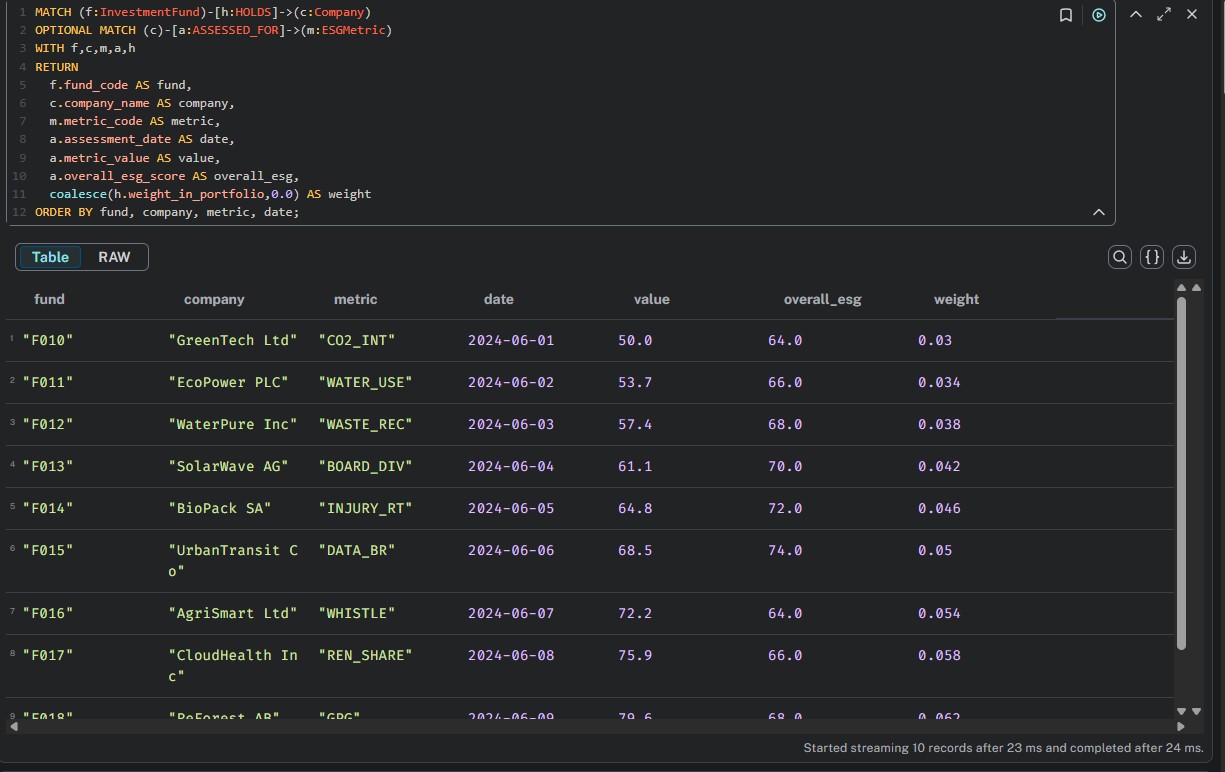 1 MATCH (f:InvestmentFund)-[h:HOLDS]->(c:Company)
2 OPTIONAL MATCH (c)-[a:ASSESSED_FOR]->(m:ESGMetric)
3 WITH f,c,m,a,h
4 RETURN
5 f.fund_code AS fund,
6 c.company_name AS company,
7 m.metric_code AS metric,
8 a.assessment_date AS date,
9 a.metric_value AS value,
10 a.overall_esg_score AS overall_esg,
11 coalesce(h.weight_in_portfolio,0.0) AS weight
12 ORDER BY fund, company, metric, date;
Table RAW
fund company metric date value overall_esg weight
1 "F010" "GreenTech Ltd" "CO2_INT" 2024-06-01 50.0 64.0 0.03
2 "F011" "EcoPower PLC" "WATER_USE" 2024-06-02 53.7 66.0 0.034
3 "F012" "WaterPure Inc" "WASTE_REC" 2024-06-03 57.4 68.0 0.038
4 "F013" "SolarWave AG" "BOARD_DIV" 2024-06-04 61.1 70.0 0.042
5 "F014" "BioPack SA" "INJURY_RT" 2024-06-05 64.8 72.0 0.046
6 "F015" "UrbanTransit C "DATA_BR" 2024-06-06 68.5 74.0 0.05
o"
7 "F016" "AgriSmart Ltd" "WHISTLE" 2024-06-07 72.2 64.0 0.054
8 "F017" "CloudHealth In "REN_SHARE" 2024-06-08 75.9 66.0 0.058
c"
9 "F018" "ReForest AB" "GPG" 2024-06-09 79.6 68.0 0.062
Started streaming 10 records after 23 ms and completed after 24 ms.